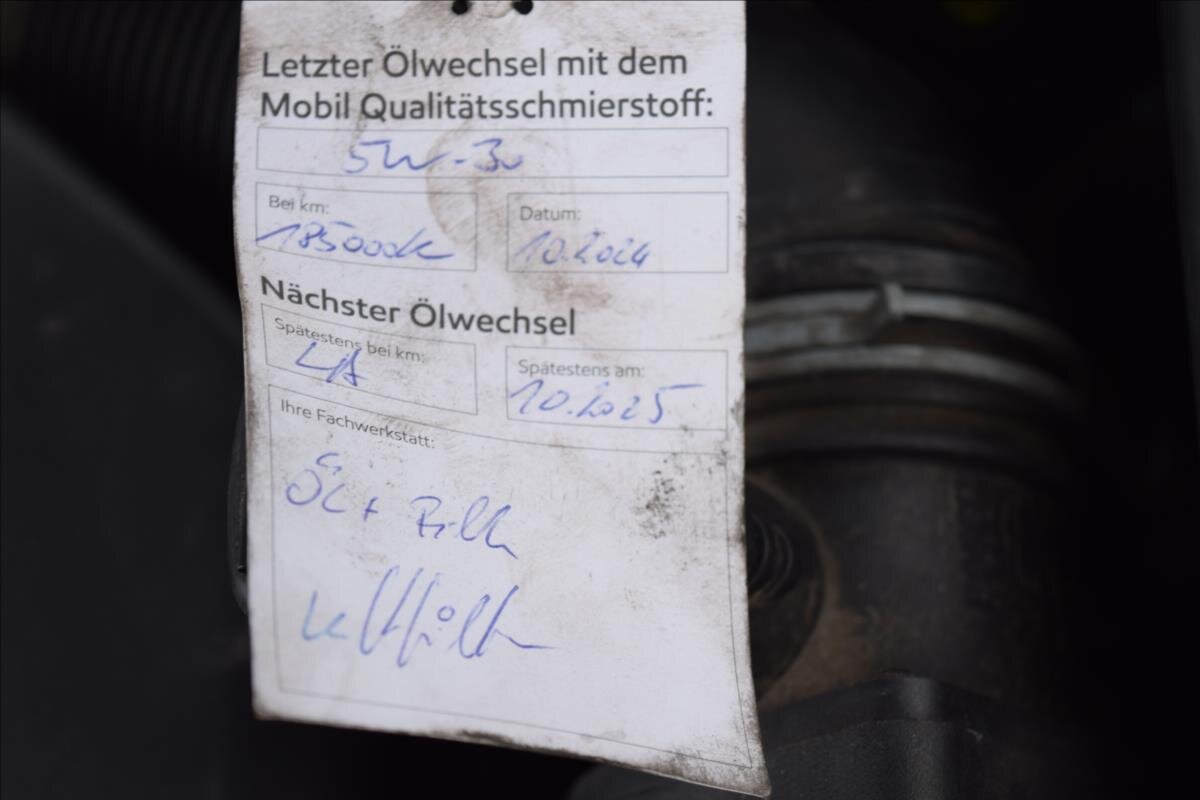 Letzter Ölwechsel mit dem
Mobil Qualitätsschmierstoff:
5W-30
Bei km:
185000k
Datum:
10.2024
Nächster Ölwechsel
Spätestens bei km:
Spätestens am:
10.2025
Ihre Fachwerkstatt:
Öl + Filter